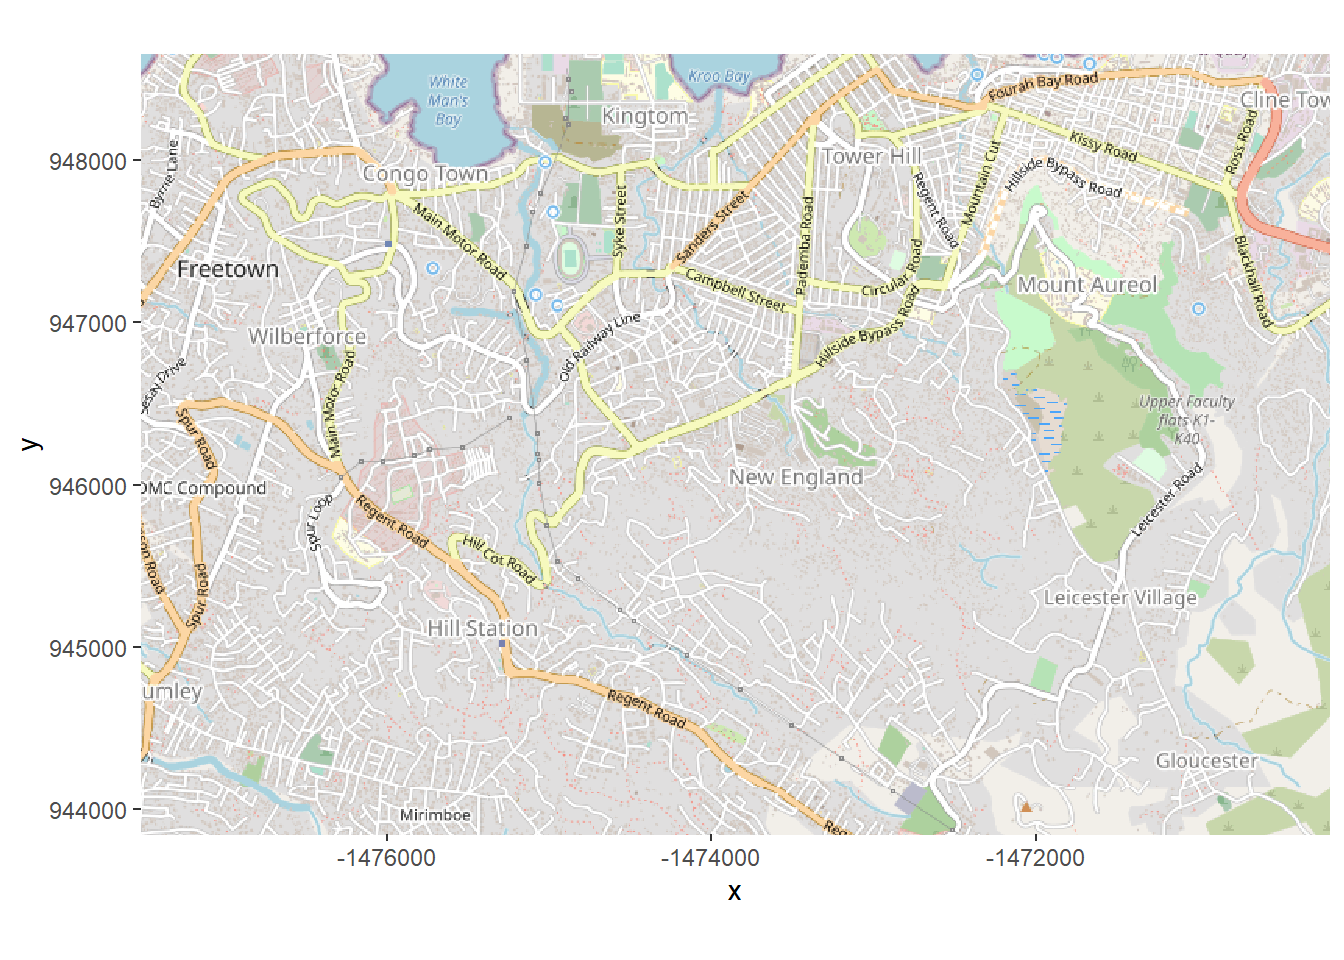 White
Man's
Bay
Kroo Bay
Kingtom
Fourah Bay Road
Cline Tow
948000
Byrne Lane
Congo Town
Tower Hill
Kissy Road
Ross Road
Mountain Cut
Regent Road
Hillside Bypass Road
Main Motor Road
Syke Street
Sanders Street
Pademba Road
Circular Road
Blackhall Road
Freetown
Campbell Street
Mount Aureol
947000
Wilberforce
Old Railway Line
Hillside Bypass Road
Main Motor Road
esay Drive
Upper Faculty
flats-K1-
K40-
y
Spur Road
946000
OMC Compound
New England
Leicester Road
Spur Loop
Regent Road
Hill Cot Road
son Road
Spur Road
Leicester Village
Hill Station
945000
umley
Regent Road
Gloucester
944000
Mirimboe
Reg
-1476000
-1474000
-1472000
x